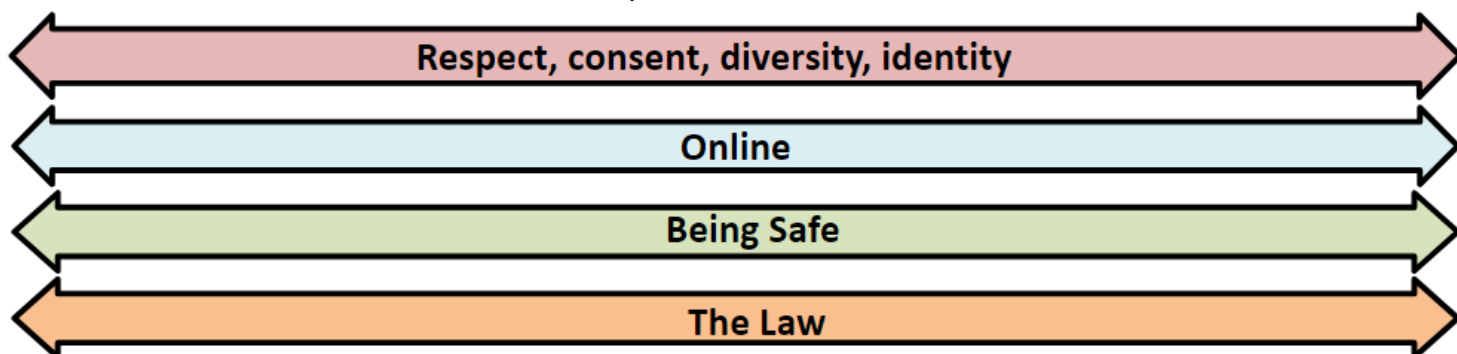 Respect, consent, diversity, identity
Online
Being Safe
The Law